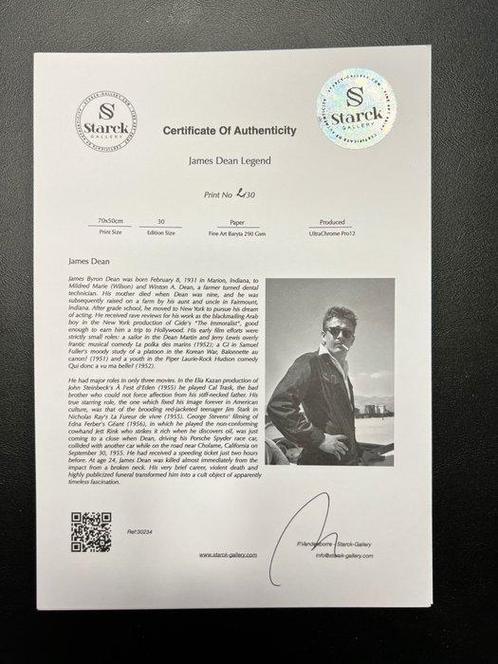 STARCK-GALLERY.COM
S
Starck
GALLERY
Certificate Of Authenticity
S
Starck
GALLERY
James Dean Legend
Print No 2/30
70x50cm 30 Paper Produced
Print Size Edition Size Fine Art Baryta 290 Gsm UltraChrome Pro12
James Dean
James Byron Dean was born February 8, 1931 in Marion, Indiana, to
Mildred Marie (Wilson) and Winton A. Dean, a farmer turned dental
technician. His mother died when Dean was nine, and he was
subsequently raised on a farm by his aunt and uncle in Fairmount,
Indiana. After grade school, he moved to New York to pursue his dream
of acting. He received rave reviews for his work as the blackmailing Arab
boy in the New York production of Gide's "The Immoralist", good
enough to earn him a trip to Hollywood. His early film efforts were
strictly small roles: a sailor in the Dean Martin and Jerry Lewis overly
frantic musical comedy La polka des marins (1952); a GI in Samuel
Fuller's moody study of a platoon in the Korean War, Baïonnette au
canon! (1951) and a youth in the Piper Laurie-Rock Hudson comedy
Qui donc a vu ma belle? (1952).
He had major roles in only three movies. In the Elia Kazan production of
John Steinbeck's À l'est d'Eden (1955) he played Cal Trask, the bad
brother who could not force affection from his stiff-necked father. His
true starring role, the one which fixed his image forever in American
culture, was that of the brooding red-jacketed teenager Jim Stark in
Nicholas Ray's La Fureur de vivre (1955). George Stevens' filming of
Edna Ferber's Géant (1956), in which he played the non-conforming
cowhand Jett Rink who strikes it rich when he discovers oil, was just
coming to a close when Dean, driving his Porsche Spyder race car,
collided with another car while on the road near Cholame, California on
September 30, 1955. He had received a speeding ticket just two hours
before. At age 24, James Dean was killed almost immediately from the
impact from a broken neck. His very brief career, violent death and
highly publicized funeral transformed him into a cult object of apparently
timeless fascination.
Ref:30234
www.starck-gallery.com
P.Vandenborre - Starck-Gallery
info@starck-gallery.com